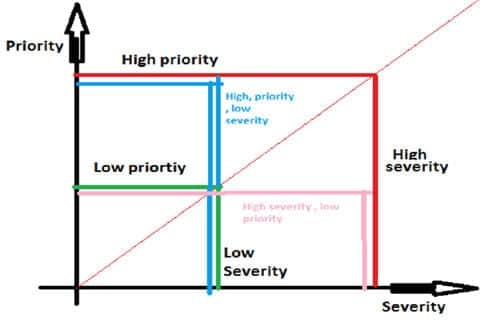 Priority
High priority
High, priority
, low
severity
High
severity
Low priortiy
High severity , low
priority
Low
Severity
Severity